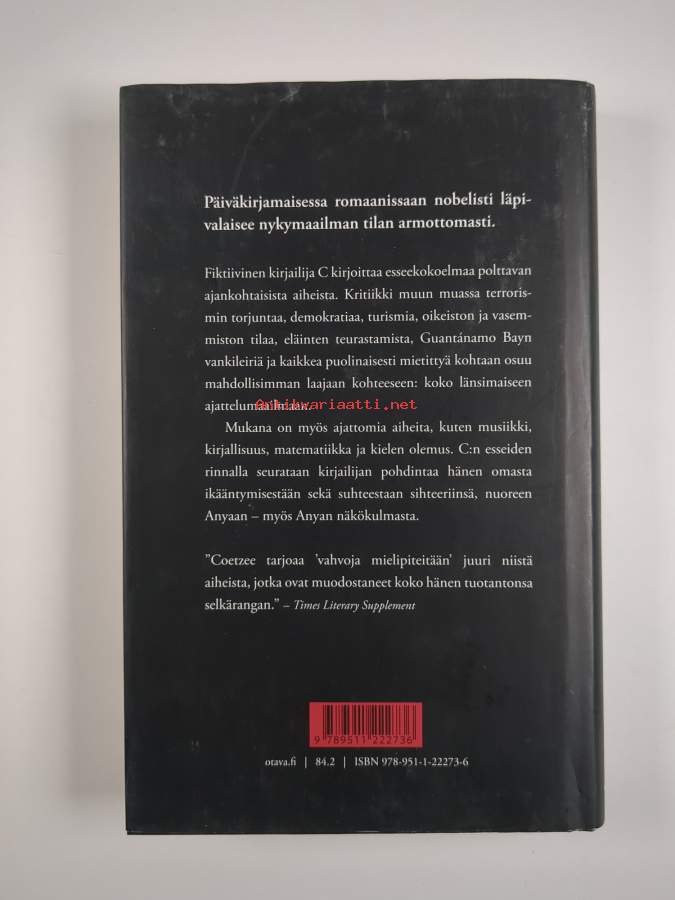 Päiväkirjamaisessa romaanissaan nobelisti läpi-
valaisee nykymaailman tilan armottomasti.
Fiktiivinen kirjailija C kirjoittaa esseekokoelmaa polttavan
ajankohtaisista aiheista. Kritiikki muun muassa terroris-
min torjuntaa, demokratiaa, turismia, oikeiston ja vasem-
miston tilaa, eläinten teurastamista, Guantánamo Bayn
vankileiriä ja kaikkea puolinaisesti mietittyä kohtaan osuu
mahdollisimman laajaan kohteeseen: koko länsimaiseen
ajattelumaailmaan.
Antikvariaatti.net
Mukana on myös ajattomia aiheita, kuten musiikki,
kirjallisuus, matematiikka ja kielen olemus. C:n esseiden
rinnalla seurataan kirjailijan pohdintaa hänen omasta
ikääntymisestään sekä suhteestaan sihteeriinsä, nuoreen
Anyaan – myös Anyan näkökulmasta.
”Coetzee tarjoaa ’vahvoja mielipiteitään’ juuri niistä
aiheista, jotka ovat muodostaneet koko hänen tuotantonsa
selkärangan.” – Times Literary Supplement
9 789511 222736
otava.fi | 84.2 | ISBN 978-951-1-22273-6